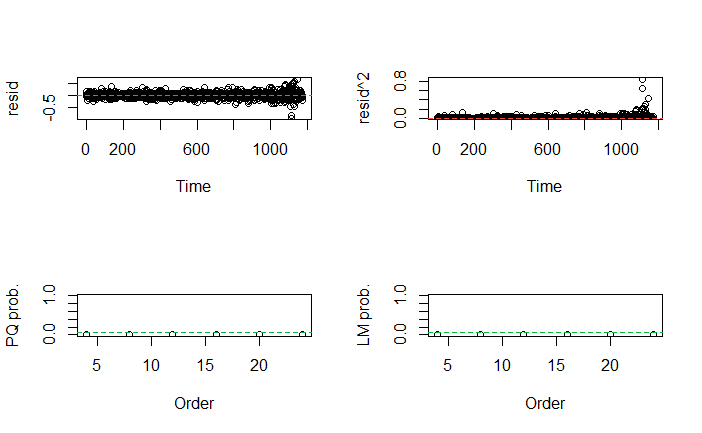 resid
-0.5
0 200 600 1000
Time
resid^2
0.0 0.8
0 200 600 1000
Time
PQ prob.
0.0 1.0
5 10 15 20
Order
LM prob.
0.0 1.0
5 10 15 20
Order